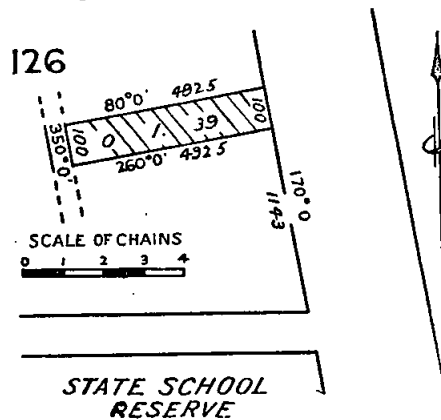 126
80°0' 492.5
350°0'
100 0 1. 39 100
260°0' 492.5
170°0
1143
SCALE OF CHAINS
0 1 2 3 4
STATE SCHOOL
RESERVE